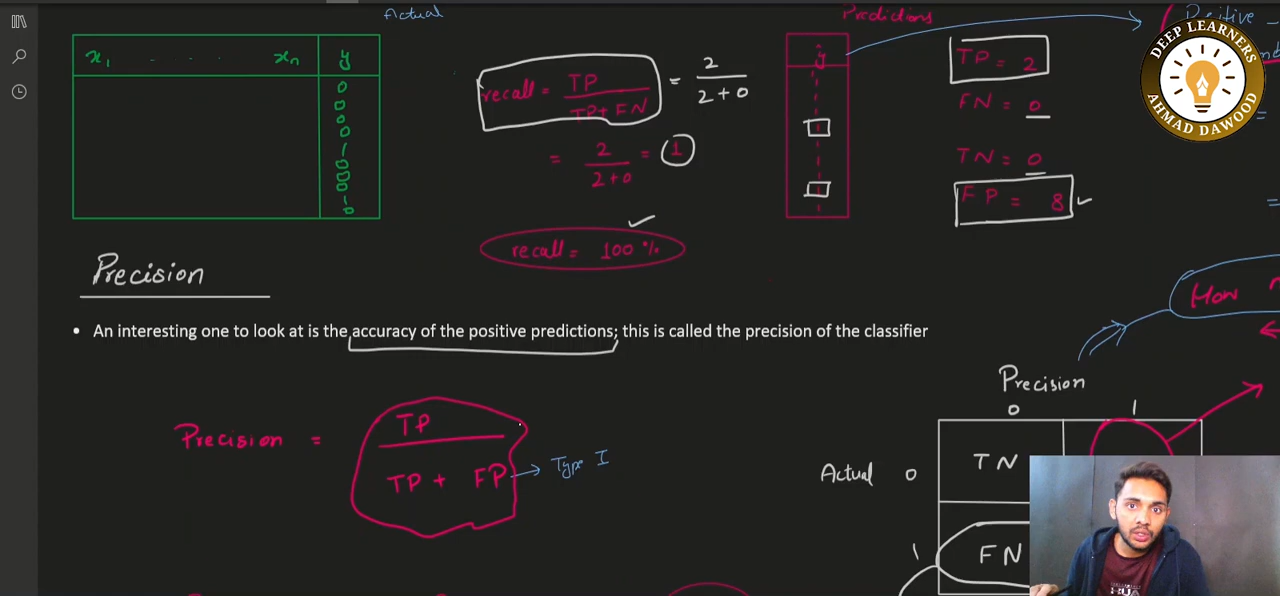 Actual
x₁ . . . . . xₙ y
0
0
0
0
1
0
0
0
1
0
recall = TP / TP + FN = 2 / 2 + 0
= 2 / 2 + 0 = 1
recall = 100 %
Predictions
ŷ
TP = 2
FN = 0
TN = 0
FP = 8
DEEP LEARNERS
AHMAD DAWOOD
Precision
• An interesting one to look at is the accuracy of the positive predictions; this is called the precision of the classifier
How
Precision = TP / TP + FP → Type I
Precision
0 1
Actual 0 TN
1 FN